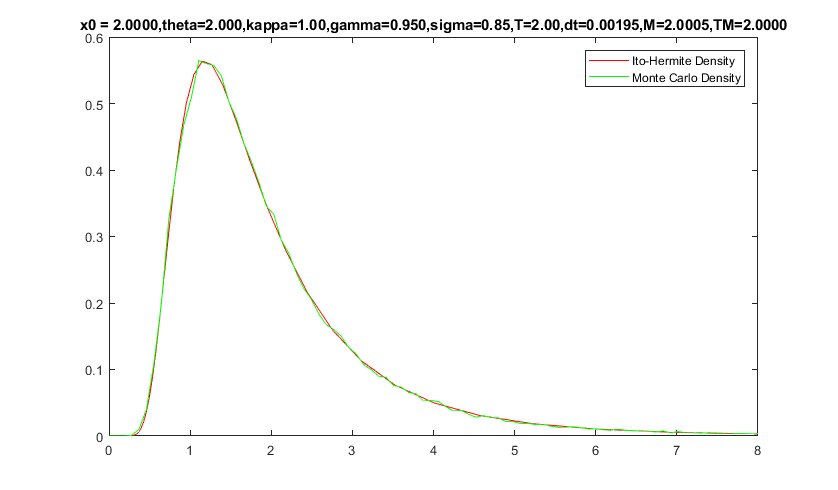 x0 = 2.0000,theta=2.000,kappa=1.00,gamma=0.950,sigma=0.85,T=2.00,dt=0.00195,M=2.0005,TM=2.0000
0.6
Ito-Hermite Density
Monte Carlo Density
0.5
0.4
0.3
0.2
0.1
0
0 1 2 3 4 5 6 7 8